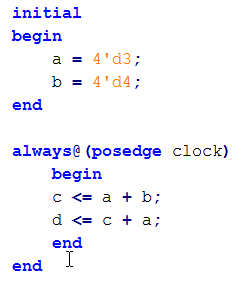 initial
begin
a = 4'd3;
b = 4'd4;
end
always@(posedge clock)
begin
c <= a + b;
d <= c + a;
end
end